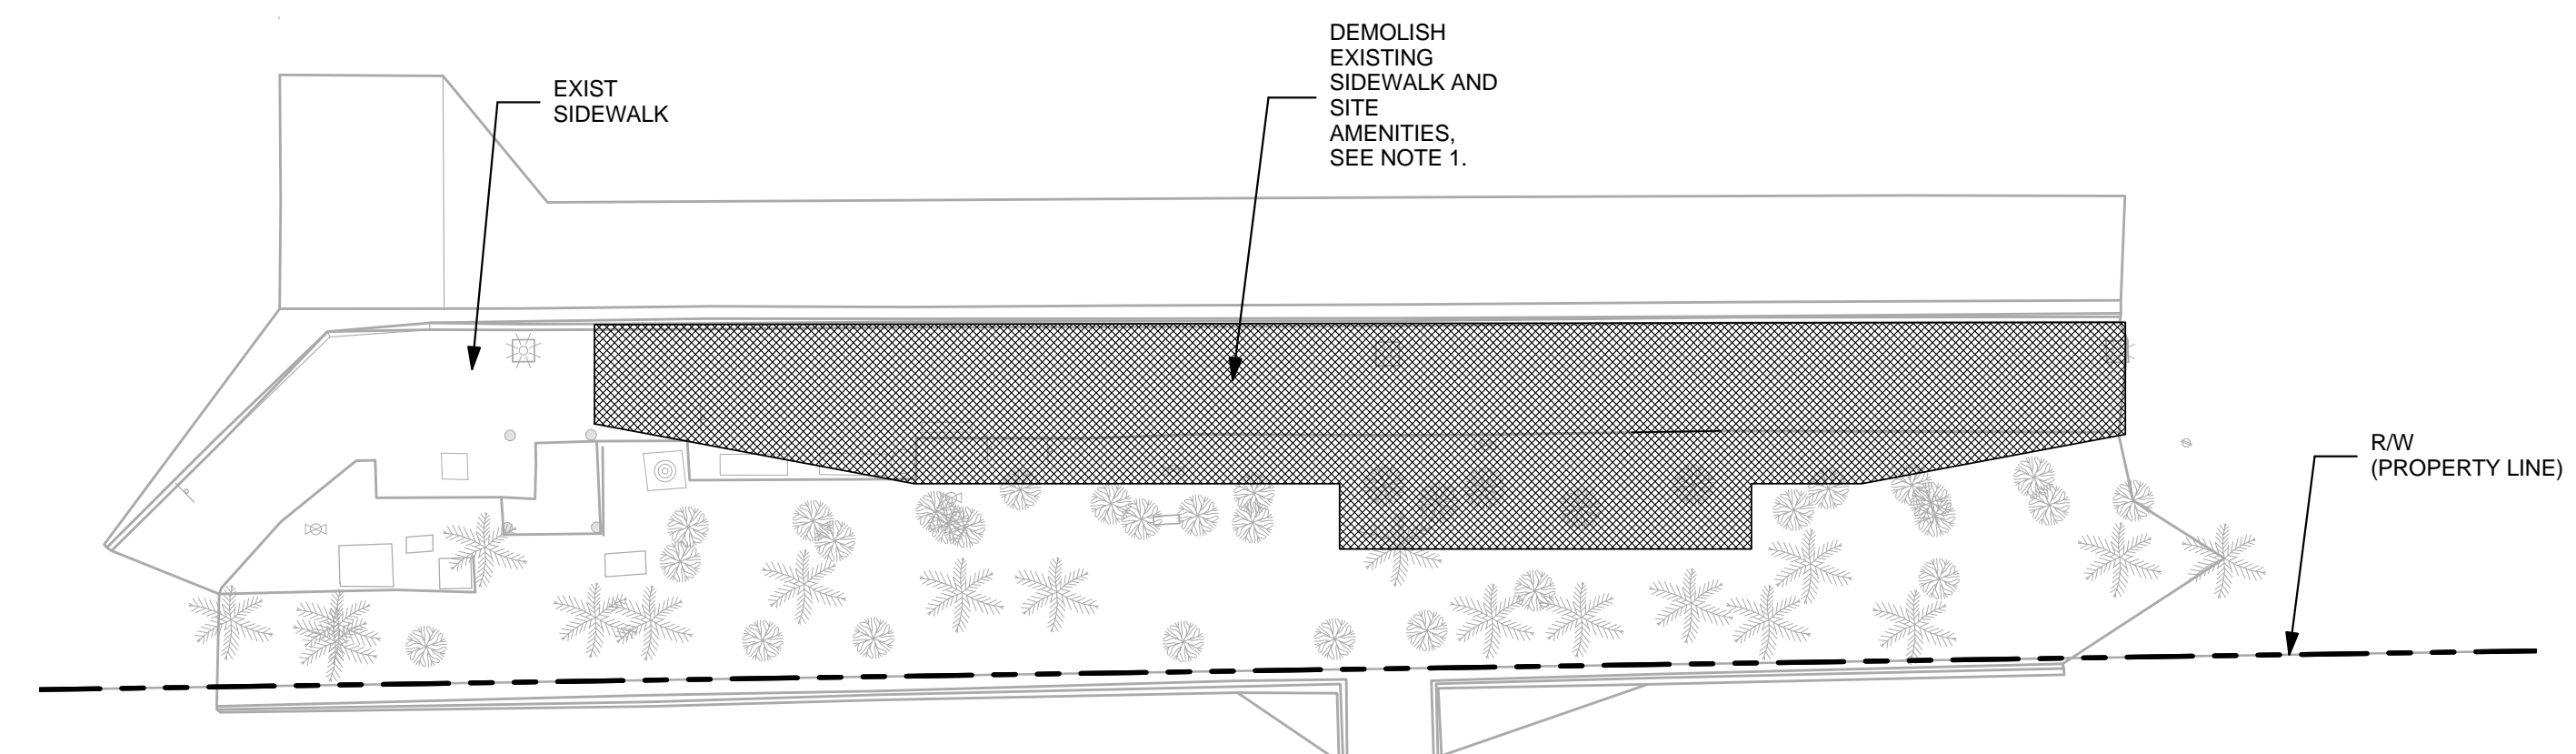 DEMOLISH
EXISTING
SIDEWALK AND
SITE
AMENITIES,
SEE NOTE 1.
EXIST
SIDEWALK
R/W
(PROPERTY LINE)